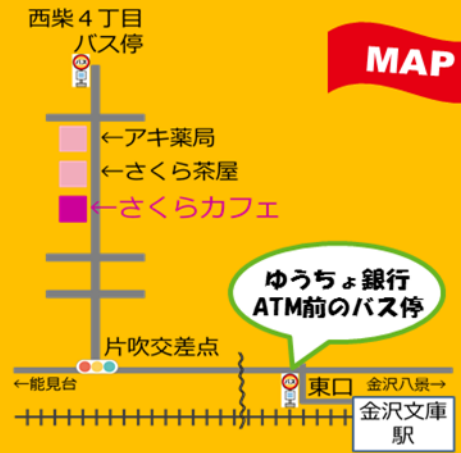 西柴４丁目
バス停
MAP
←アキ薬局
←さくら茶屋
←さくらカフェ
ゆうちょ銀行
ATM前のバス停
片吹交差点
←能見台
東口
金沢八景→
金沢文庫
駅